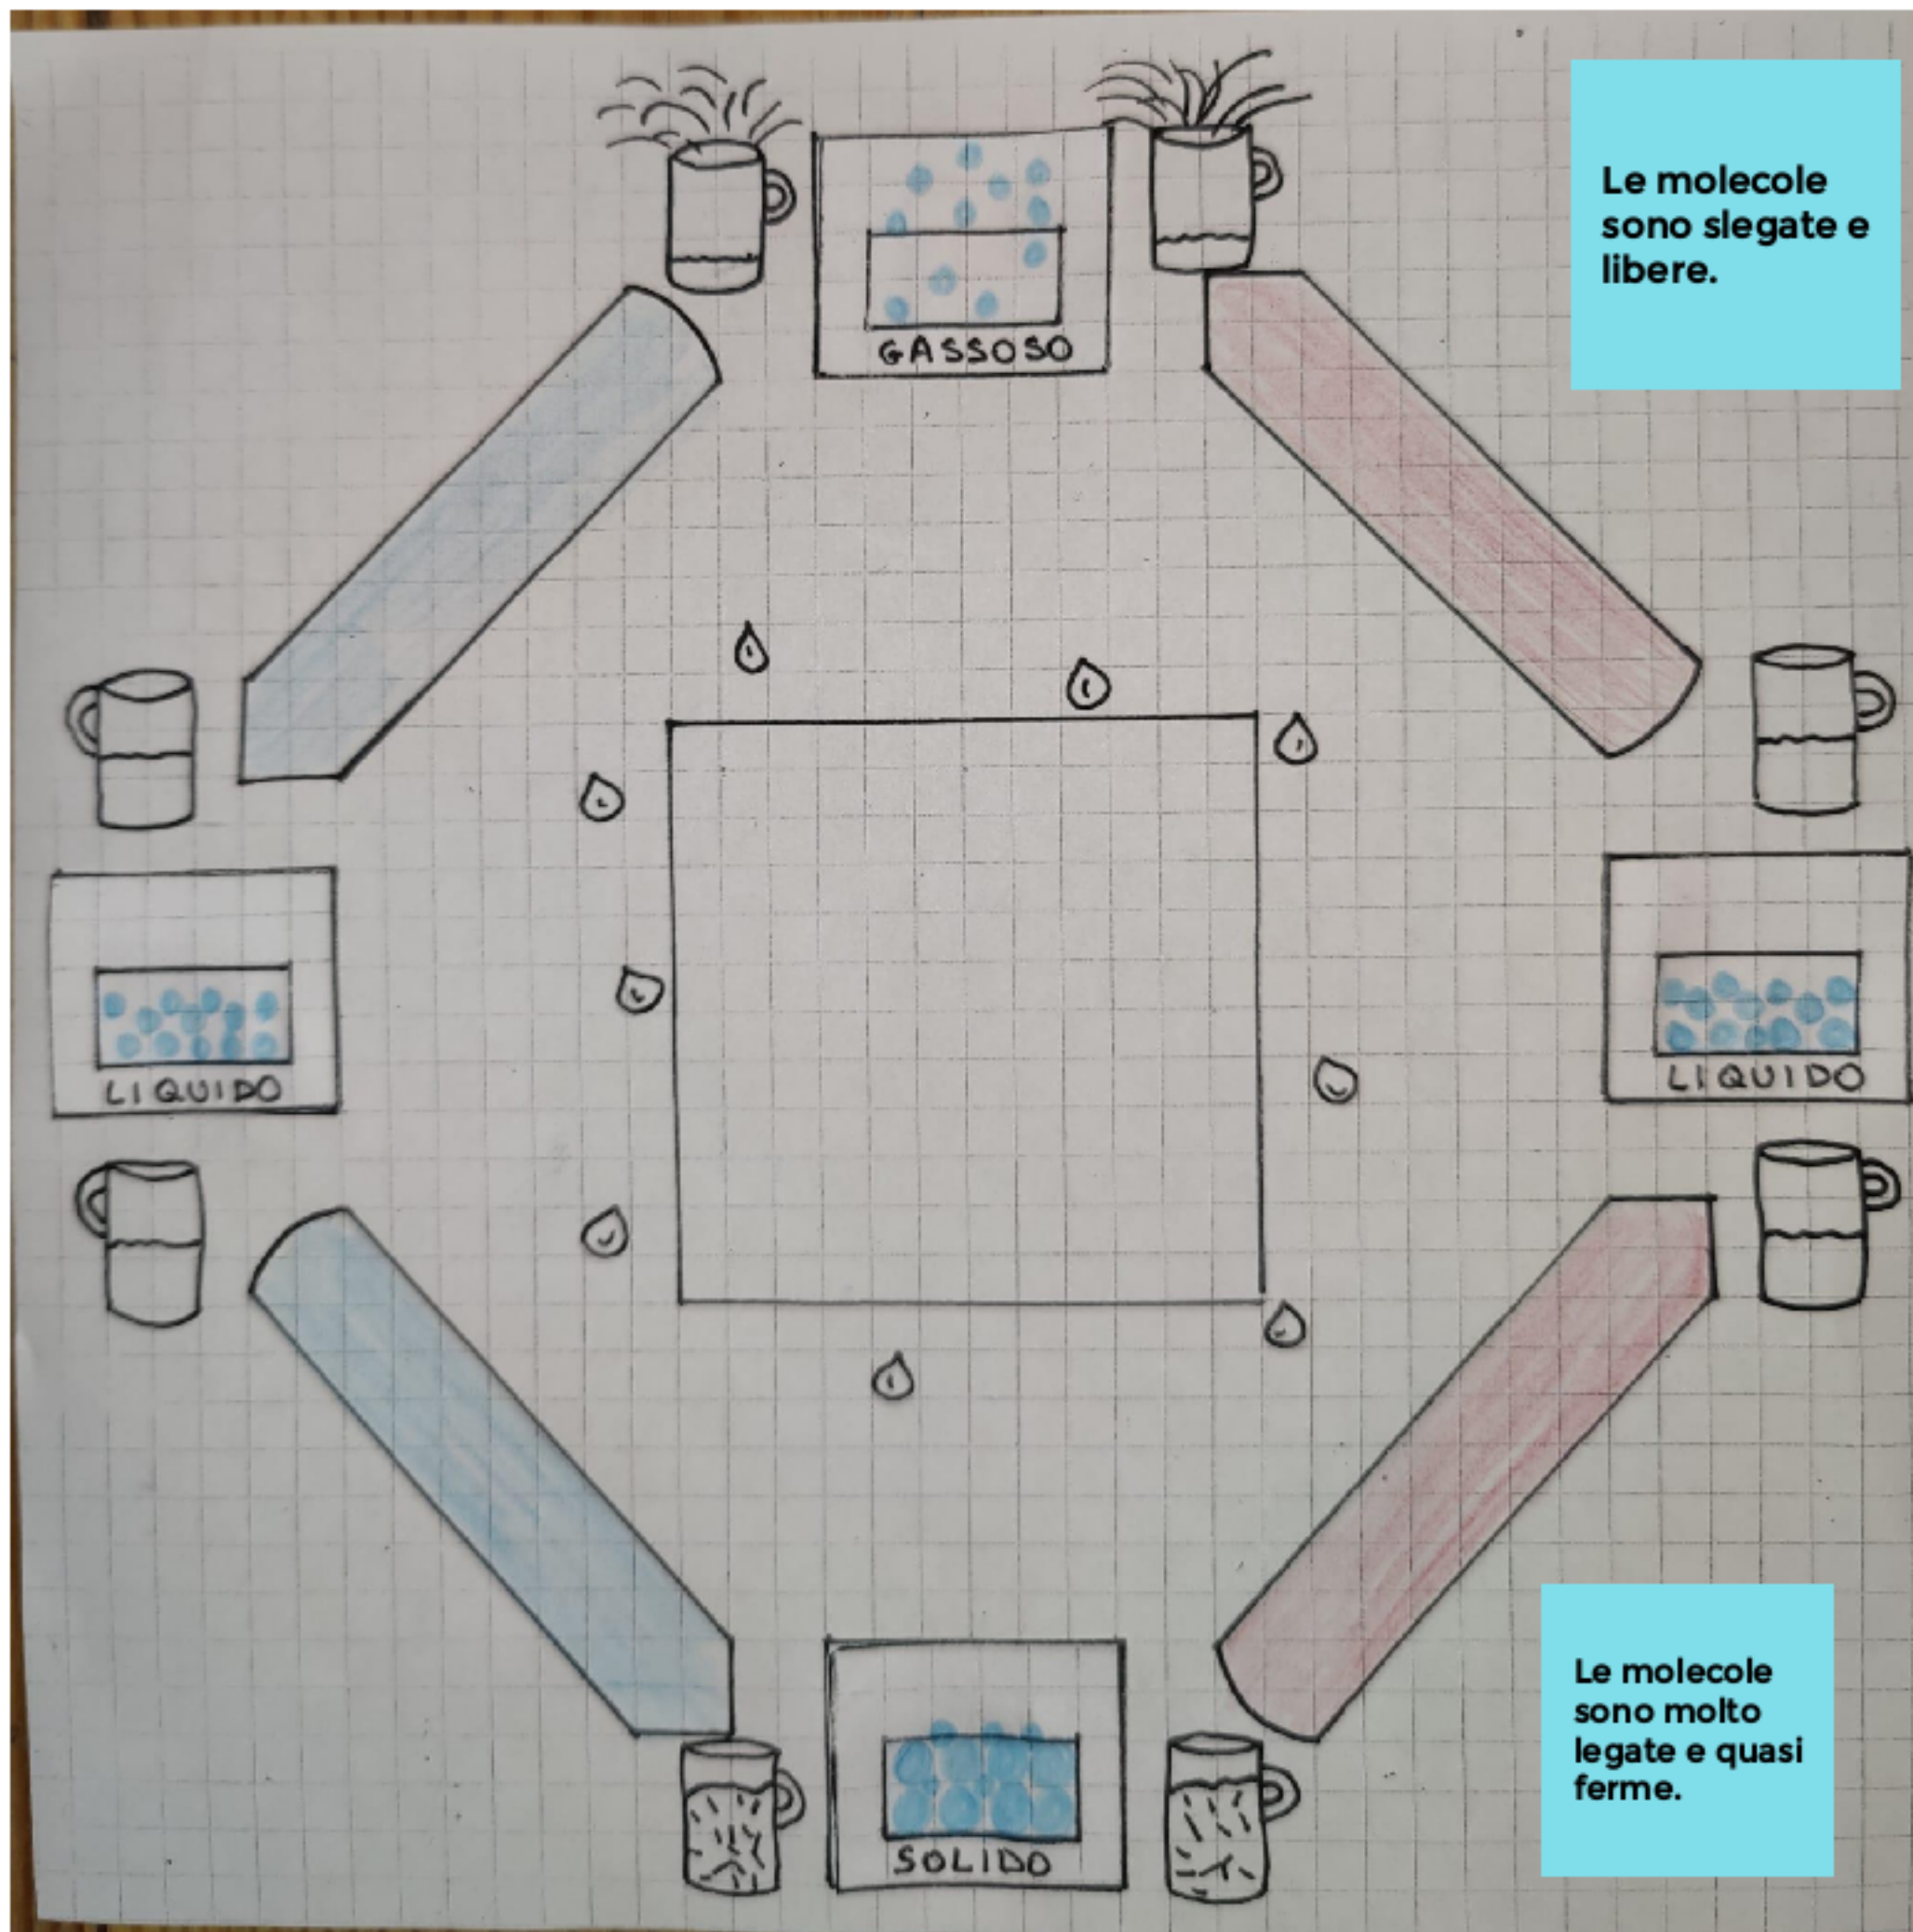 Le molecole
sono slegate e
libere.
GASSOSO
LIQUIDO
LIQUIDO
Le molecole
sono molto
legate e quasi
ferme.
SOLIDO